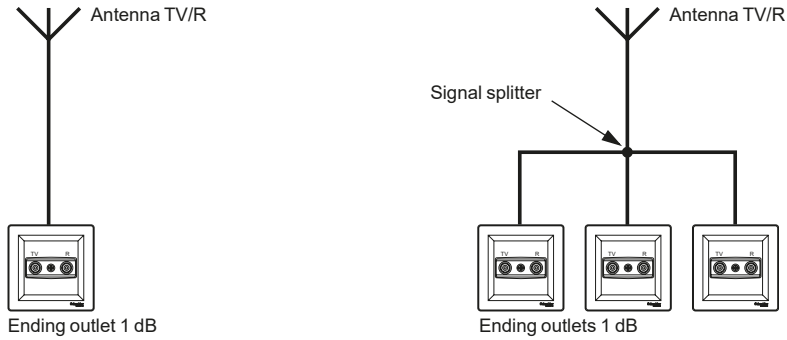 Antenna TV/R
Antenna TV/R
Signal splitter
TV R
TV R
TV R
TV R
Ending outlet 1 dB
Ending outlets 1 dB